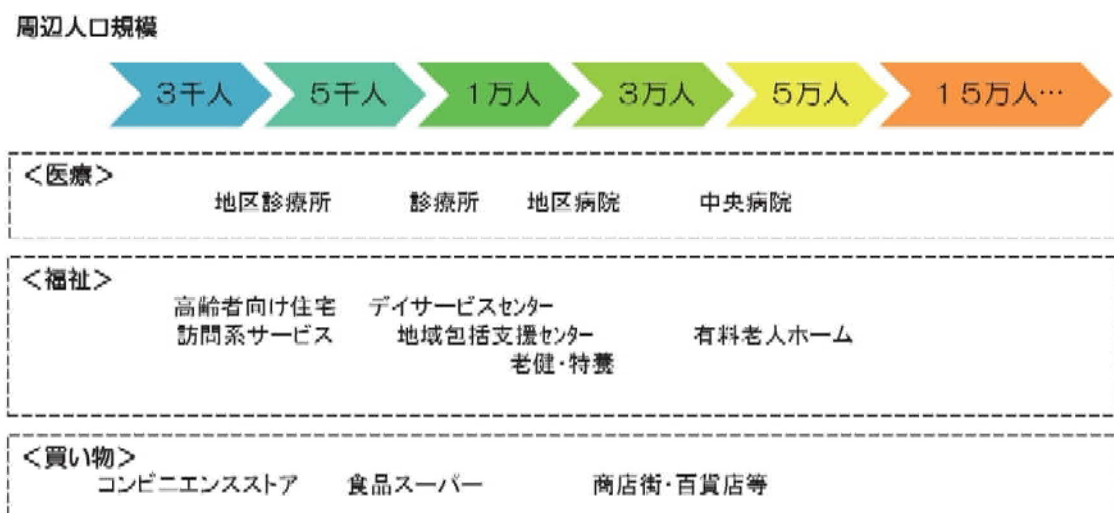 周辺人口規模
3千人 5千人 1万人 3万人 5万人 15万人…
<医療>
地区診療所 診療所 地区病院 中央病院
<福祉>
高齢者向け住宅 デイサービスセンター
訪問系サービス 地域包括支援センター 有料老人ホーム
老健・特養
<買い物>
コンビニエンスストア 食品スーパー 商店街・百貨店等